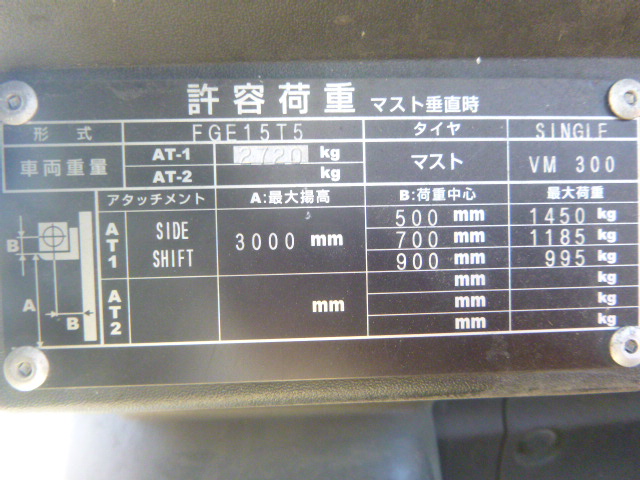 許容荷重 マスト垂直時
形式 FGE15T5 タイヤ SINGLE
車両重量 AT-1 2720 kg マスト VM 300
AT-2 kg
アタッチメント A:最大揚高 B:荷重中心 最大荷重
AT1 SIDE SHIFT 3000 mm 500 mm 1450 kg
700 mm 1185 kg
900 mm 995 kg
AT2 mm mm kg
mm kg
mm kg
B
A
B